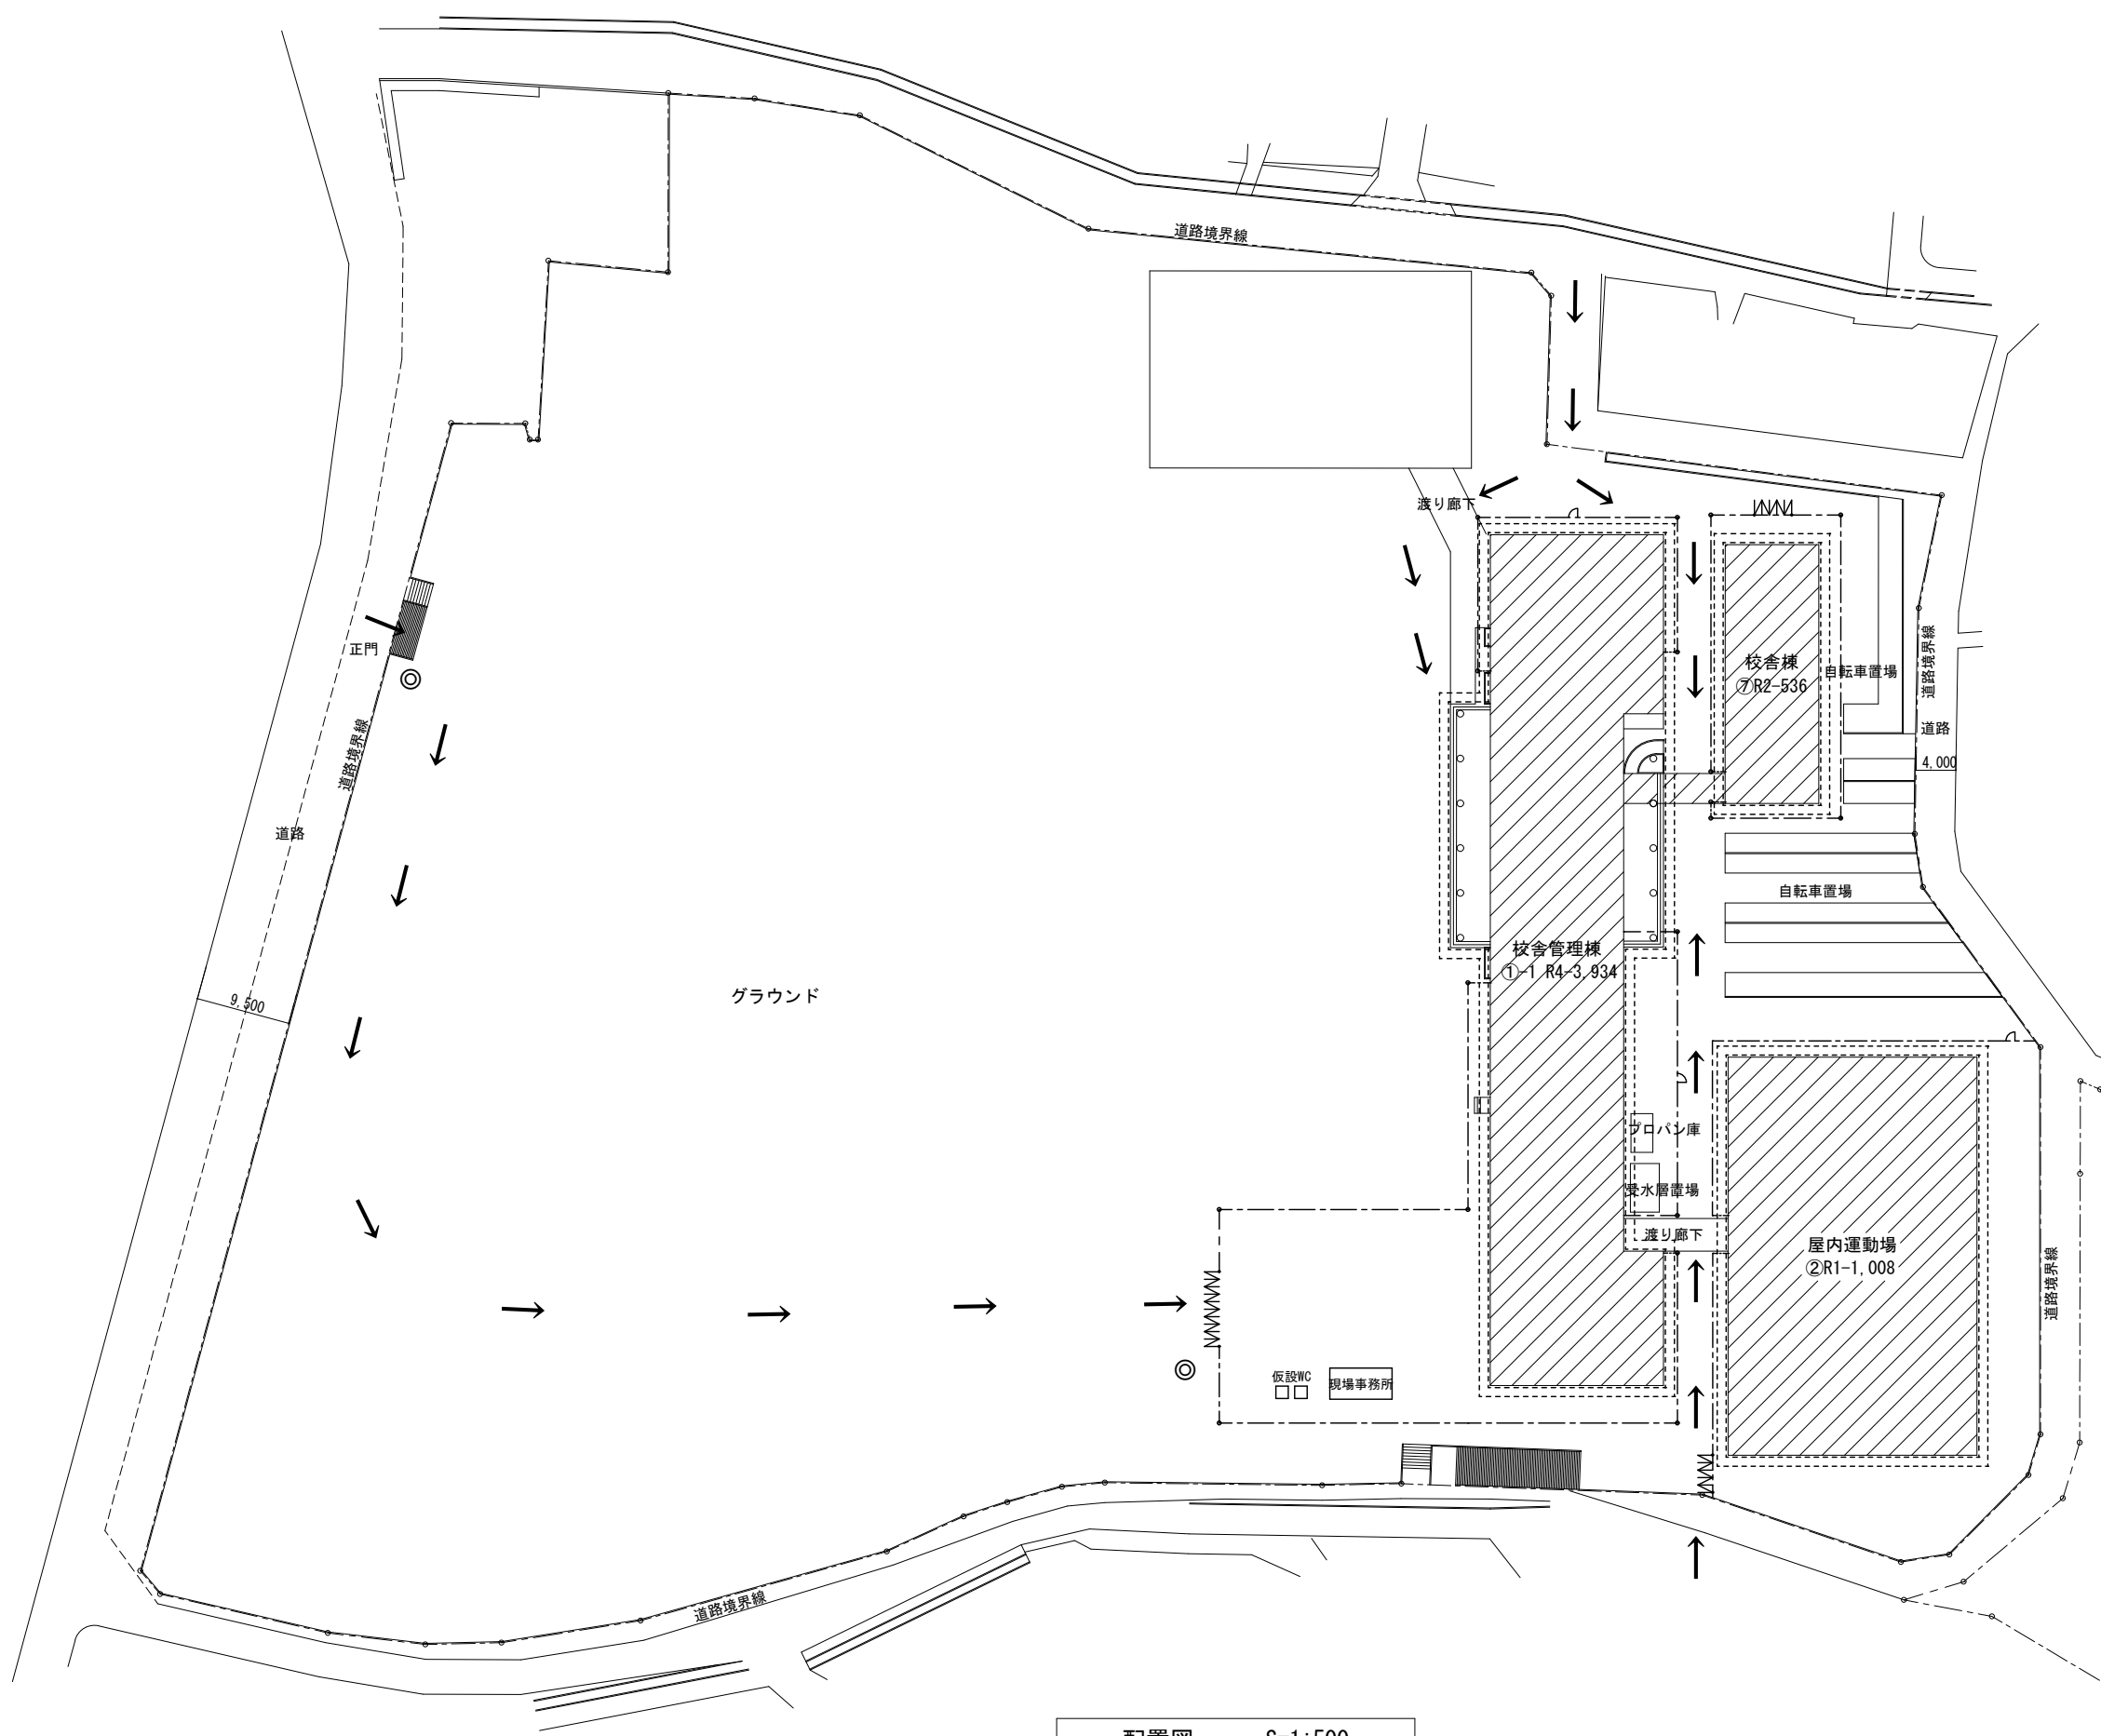 道路境界線
渡り廊下
正門
校舎棟
⑦R2-536
自転車置場
道路境界線
道路
4,000
道路境界線
道路
自転車置場
校舎管理棟
①-1 R4-3,934
グラウンド
9,500
プロパン庫
受水層置場
渡り廊下
屋内運動場
②R1-1,008
道路境界線
仮設WC
現場事務所
道路境界線
配置図 S=1:500